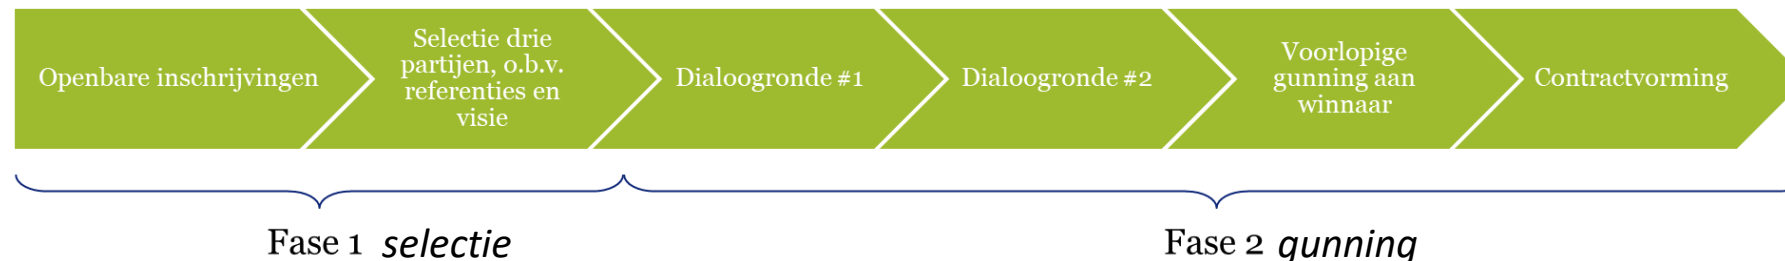 Openbare inschrijvingen
Selectie drie
partijen, o.b.v.
referenties en
visie
Dialoogronde #1
Dialoogronde #2
Voorlopige
gunning aan
winnaar
Contractvorming
Fase 1 selectie
Fase 2 gunning